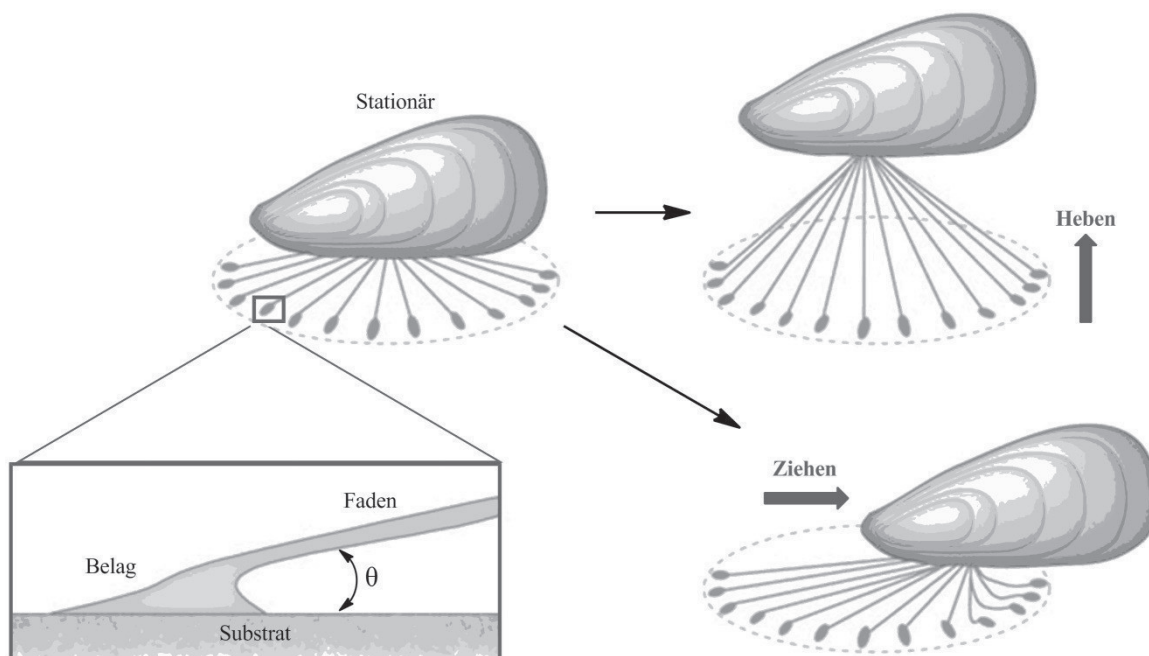 Stationär
Heben
Ziehen
Faden
Belag
θ
Substrat